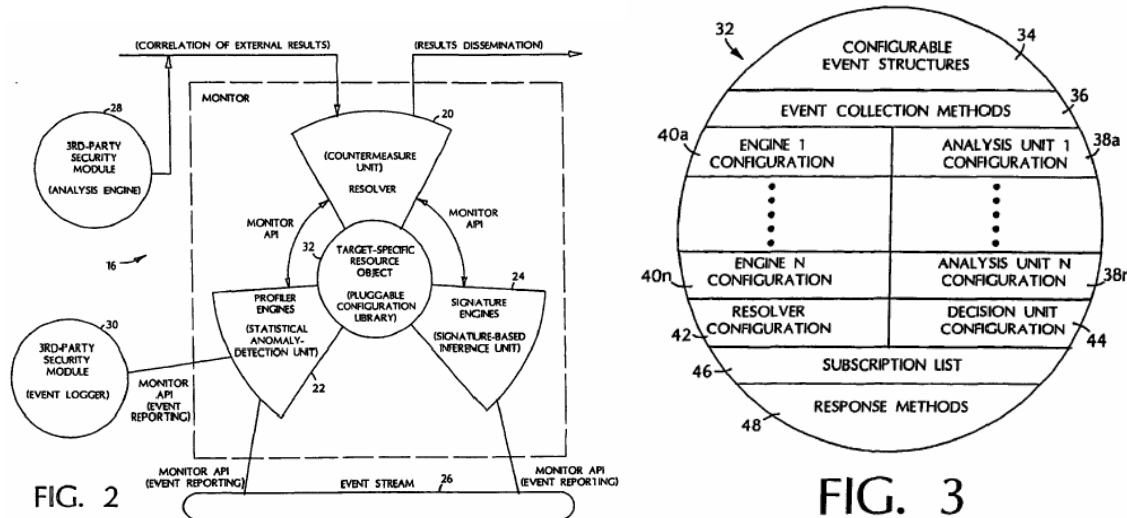 (CORRELATION OF EXTERNAL RESULTS)
(RESULTS DISSEMINATION)
MONITOR
28
3RD-PARTY
SECURITY
MODULE
(ANALYSIS ENGINE)
20
(COUNTERMEASURE
UNIT)
RESOLVER
MONITOR
API
MONITOR
API
16
32
TARGET-SPECIFIC
RESOURCE
OBJECT
(PLUGGABLE
CONFIGURATION
LIBRARY)
24
PROFILER
ENGINES
(STATISTICAL
ANOMALY-
DETECTION UNIT)
22
SIGNATURE
ENGINES
(SIGNATURE-BASED
INFERENCE UNIT)
30
3RD-PARTY
SECURITY
MODULE
(EVENT LOGGER)
MONITOR
API
(EVENT
REPORTING)
MONITOR API
(EVENT REPORTING)
MONITOR API
(EVENT REPORTING)
EVENT STREAM
26
FIG. 2
32
34
CONFIGURABLE
EVENT STRUCTURES
36
EVENT COLLECTION METHODS
40a
ENGINE 1
CONFIGURATION
ANALYSIS UNIT 1
CONFIGURATION
38a
40n
ENGINE N
CONFIGURATION
ANALYSIS UNIT N
CONFIGURATION
38n
42
RESOLVER
CONFIGURATION
DECISION UNIT
CONFIGURATION
44
46
SUBSCRIPTION LIST
48
RESPONSE METHODS
FIG. 3